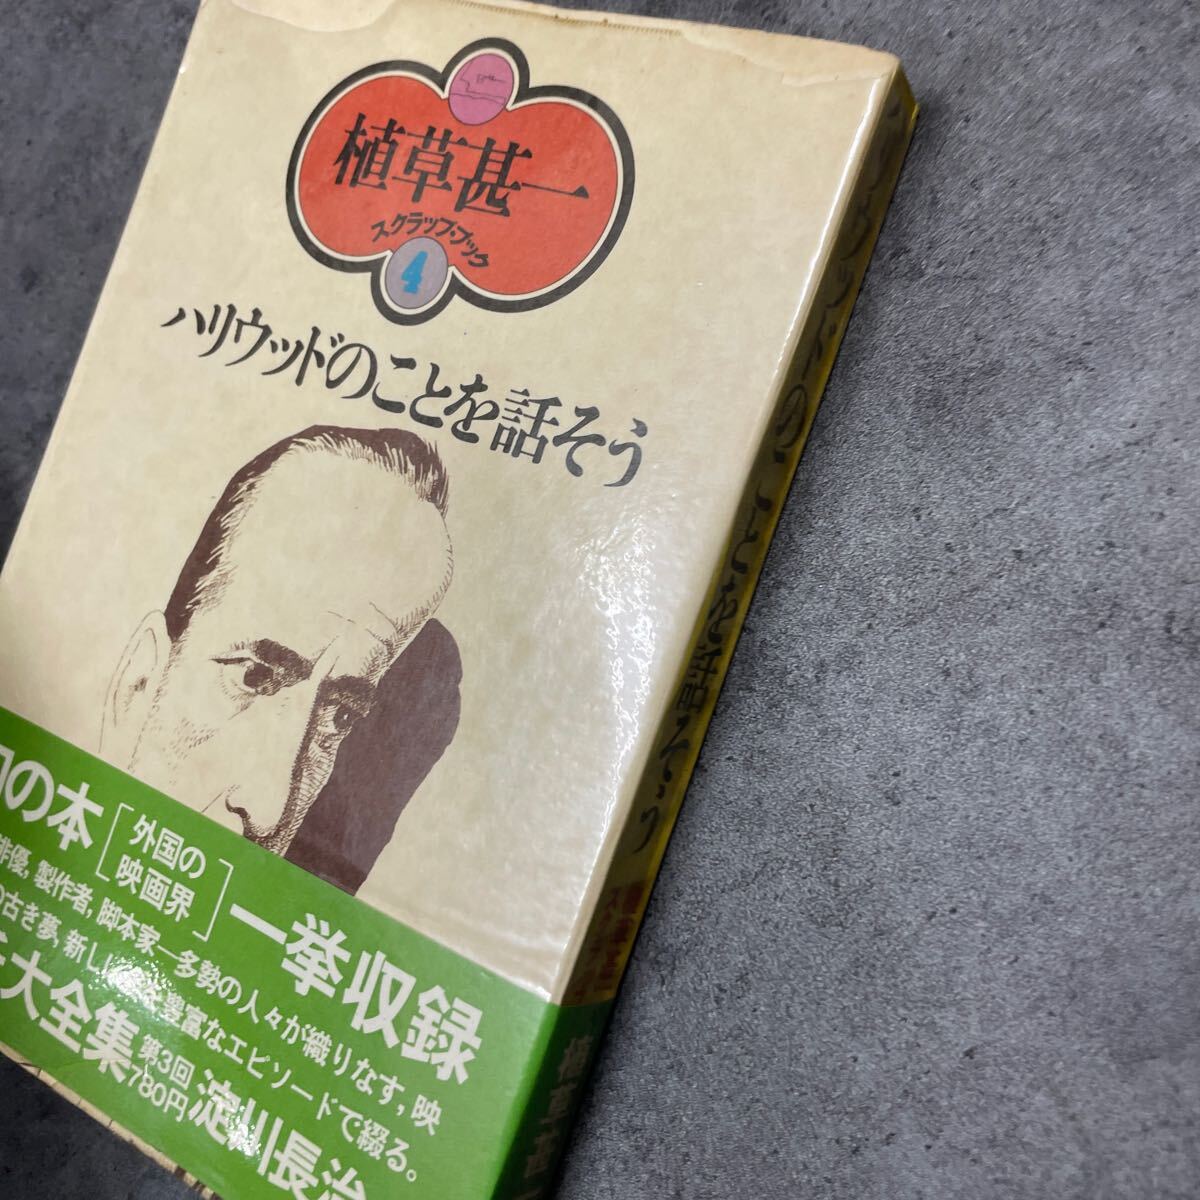 植草甚一
スクラップ・ブック
4
ハリウッドのことを話そう
の本
外国の
映画界
一挙収録
俳優,製作者,脚本家―多勢の人々が織りなす,映
の古き夢,新しい
豊富なエピソードで綴る。
大全集
第3回
780円
淀川長治
ハリウッドのことを話そう